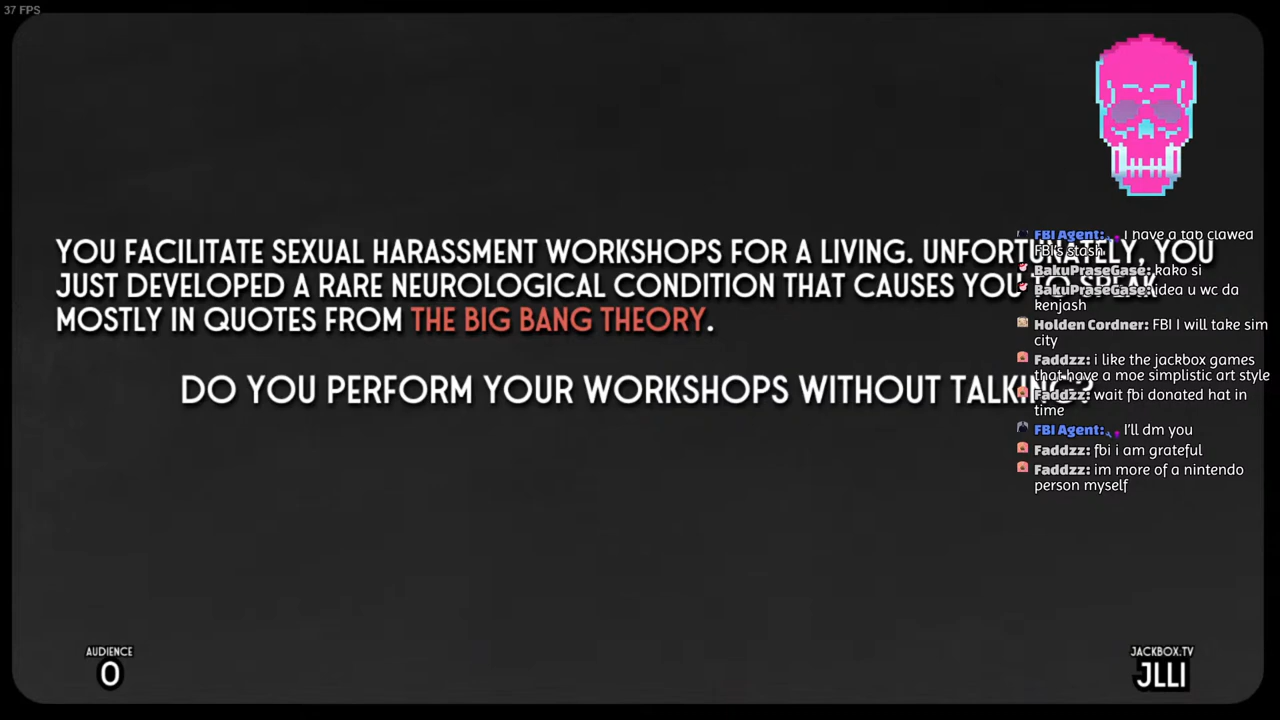 37 FPS
YOU FACILITATE SEXUAL HARASSMENT WORKSHOPS FOR A LIVING. UNFORTUNATELY, YOU
JUST DEVELOPED A RARE NEUROLOGICAL CONDITION THAT CAUSES YOU TO SPEAK
MOSTLY IN QUOTES FROM THE BIG BANG THEORY.
DO YOU PERFORM YOUR WORKSHOPS WITHOUT TALKING?
FBI Agent: I have a tab clawed
FBI's stash
BakuPraseGase: kako si
BakuPraseGase: idea u wc da
kenjash
Holden Cordner: FBI I will take sim
city
Faddzz: i like the jackbox games
that have a moe simplistic art style
Faddzz: wait fbi donated hat in
time
FBI Agent: I'll dm you
Faddzz: fbi i am grateful
Faddzz: im more of a nintendo
person myself
AUDIENCE
0
JACKBOX.TV
JLLI